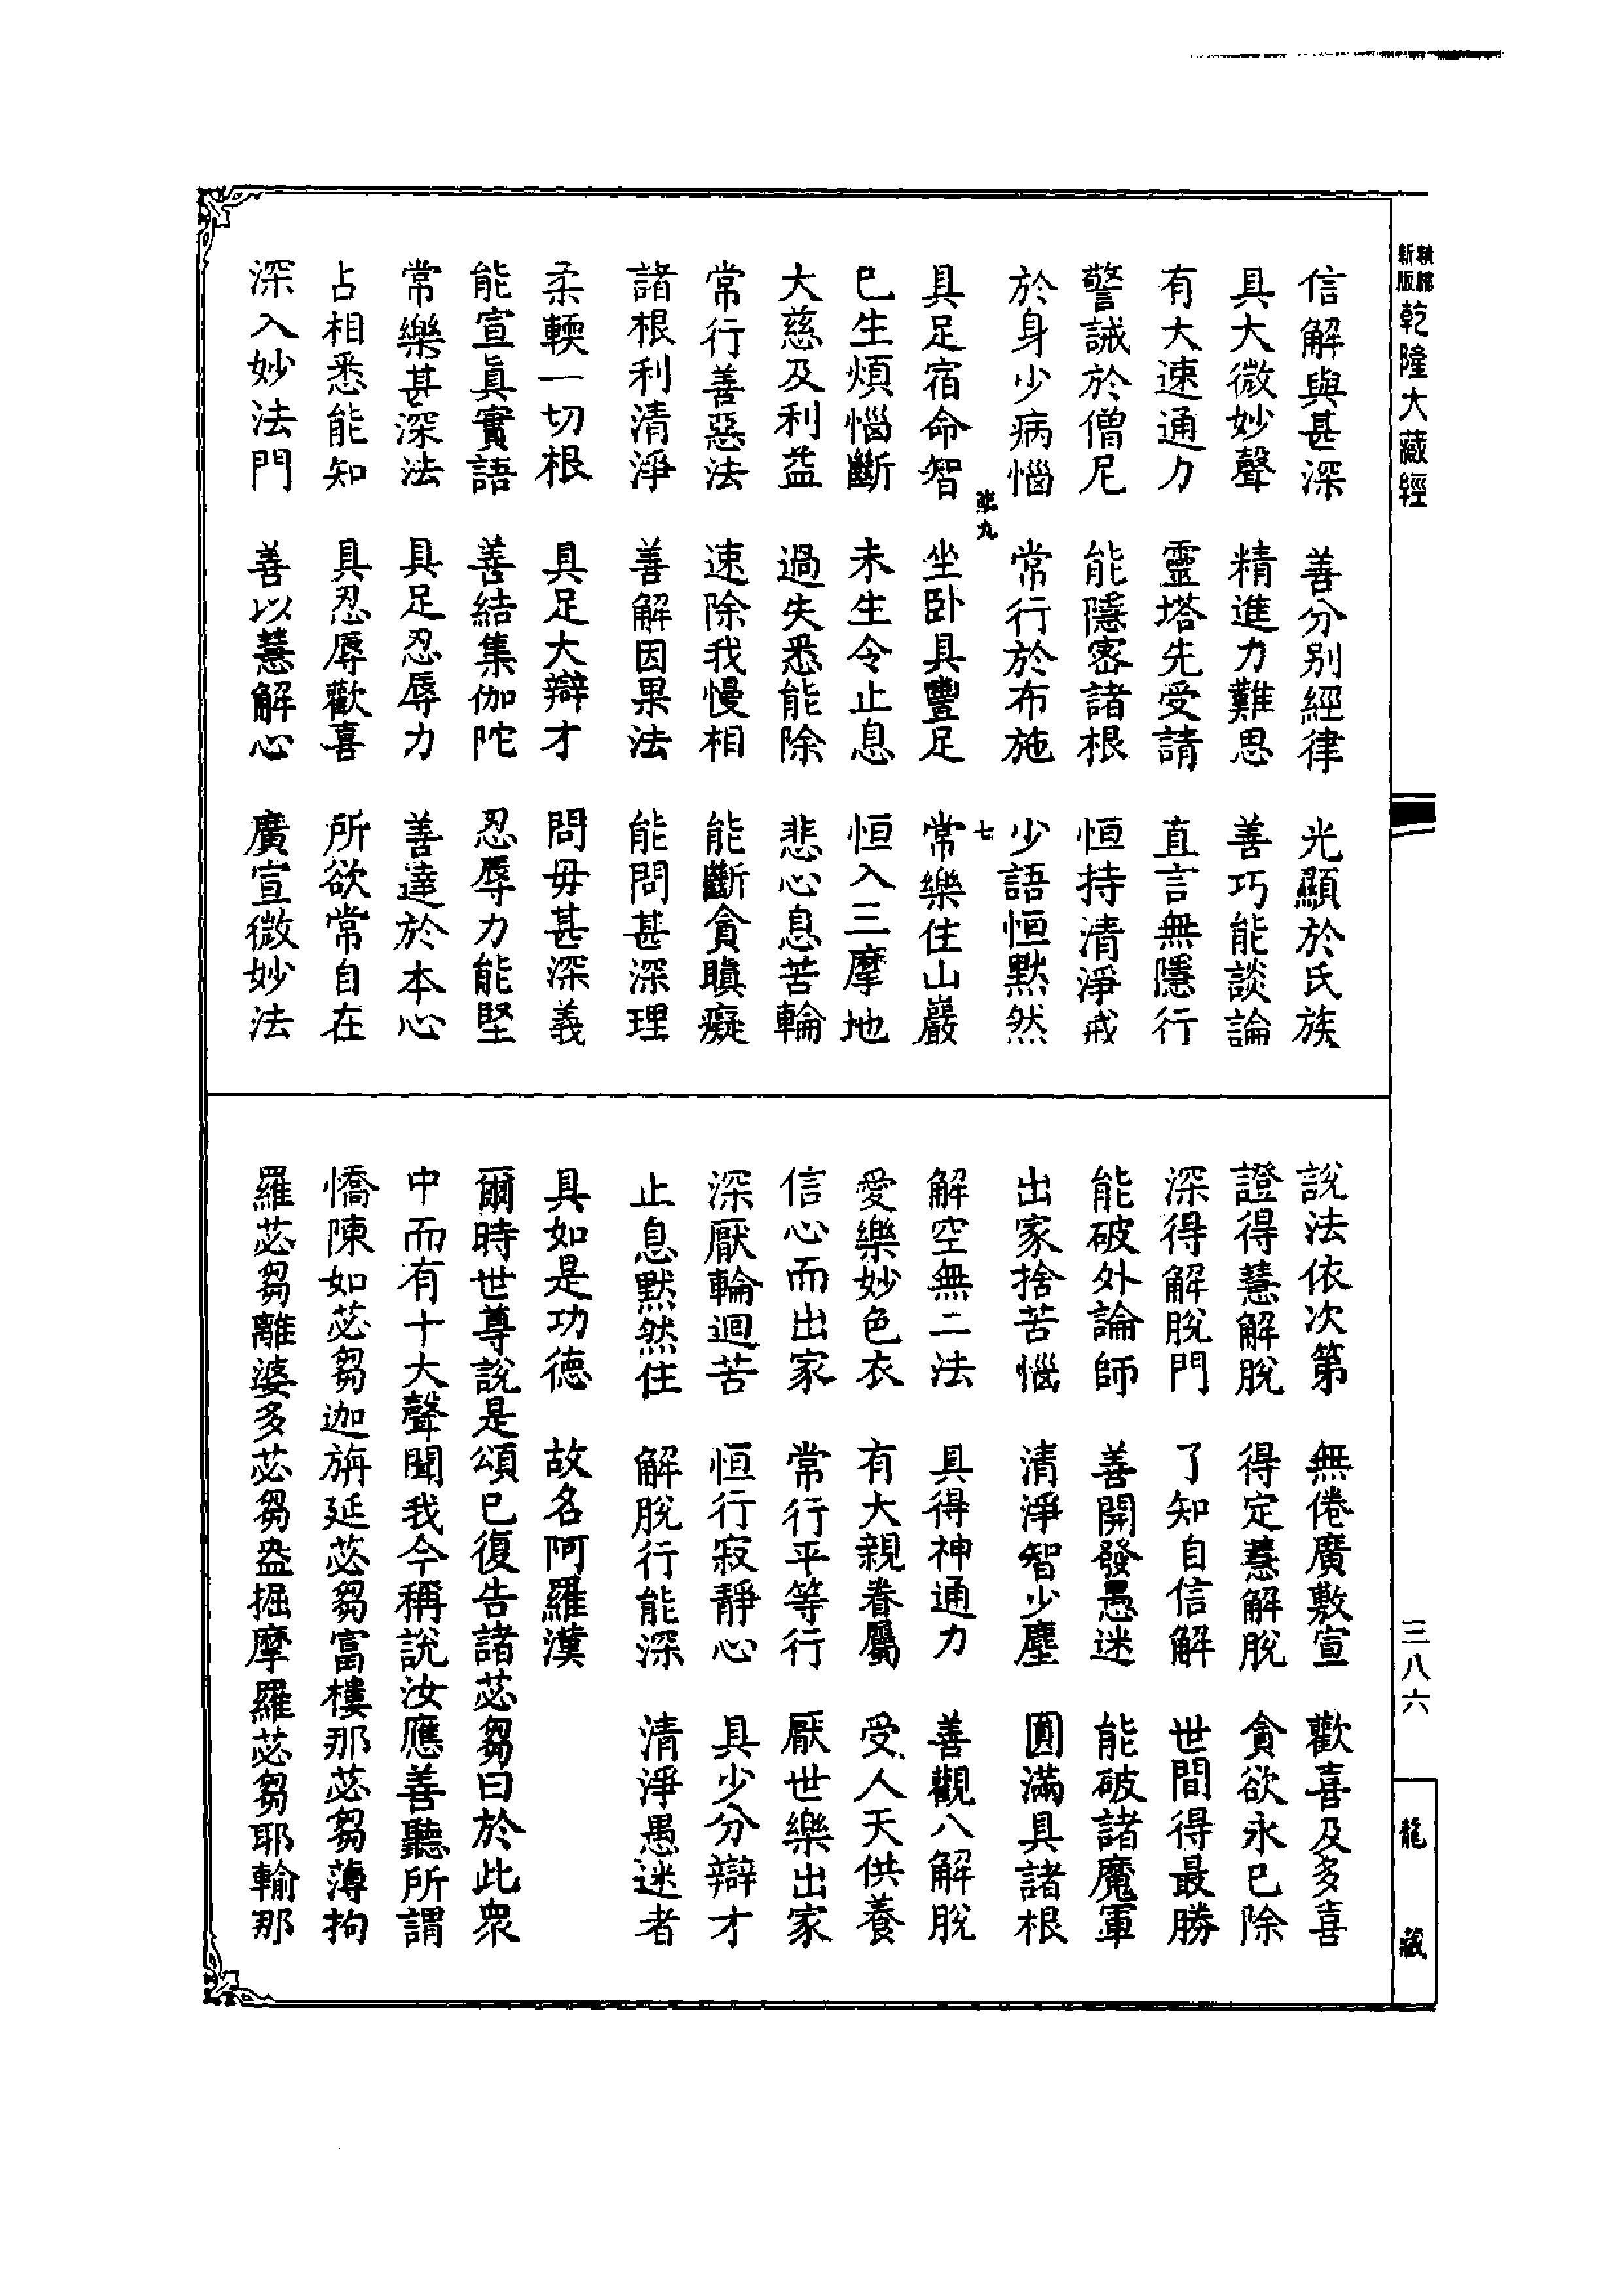 新版
精縮
乾隆大藏經
信解與甚深　善分别經律　光顯於氏族
具大微妙聲　精進力難思　善巧能談論
有大速通力　靈塔先受請　直言無隱行
警誡於僧尼　能隱密諸根　恒持清淨戒
於身少病惱　常行於布施　少語恒默然
九　七
具足宿命智　坐卧具豐足　常樂住山巖
已生煩惱斷　未生令止息　恒入三摩地
大慈及利益　過失悉能除　悲心息苦輪
常行善惡法　速除我慢相　能斷貪瞋癡
諸根利清淨　善解因果法　能問甚深理
柔輭一切根　具足大辯才　問毋甚深義
能宣眞實語　善結集伽陀　忍辱力能堅
常樂甚深法　具足忍辱力　善達於本心
占相悉能知　具忍辱歡喜　所欲常自在
深入妙法門　善以慧解心　廣宣微妙法
說法依次第　無倦廣敷宣　歡喜及多喜
證得慧解脫　得定慧解脫　貪欲永已除
深得解脫門　了知自信解　世間得最勝
能破外論師　善開發愚迷　能破諸魔軍
出家捨苦惱　清淨智少塵　圓滿具諸根
解空無二法　具得神通力　善觀八解脫
愛樂妙色衣　有大親眷屬　受人天供養
信心而出家　常行平等行　厭世樂出家
深厭輪迴苦　恒行寂靜心　具少分辯才
止息默然住　解脫行能深　清淨愚迷者
具如是功德　故名阿羅漢
爾時世尊說是頌已復告諸苾芻曰於此衆
中而有十大聲聞我今稱說汝應善聽所謂
憍陳如苾芻迦旃延苾芻富樓那苾芻薄拘
羅苾芻離婆多苾芻盎掘摩羅苾芻耶輸那
三八六
龍藏